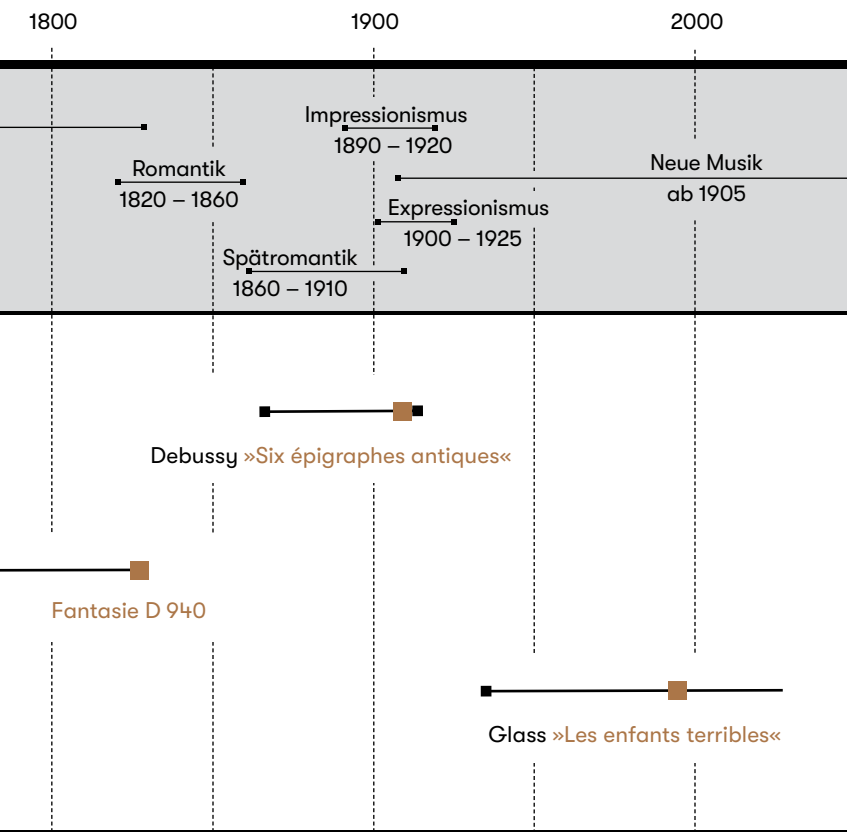 1800 1900 2000
Impressionismus
1890 – 1920
Romantik
1820 – 1860
Neue Musik
ab 1905
Expressionismus
1900 – 1925
Spätromantik
1860 – 1910
Debussy »Six épigraphes antiques«
Fantasie D 940
Glass »Les enfants terribles«